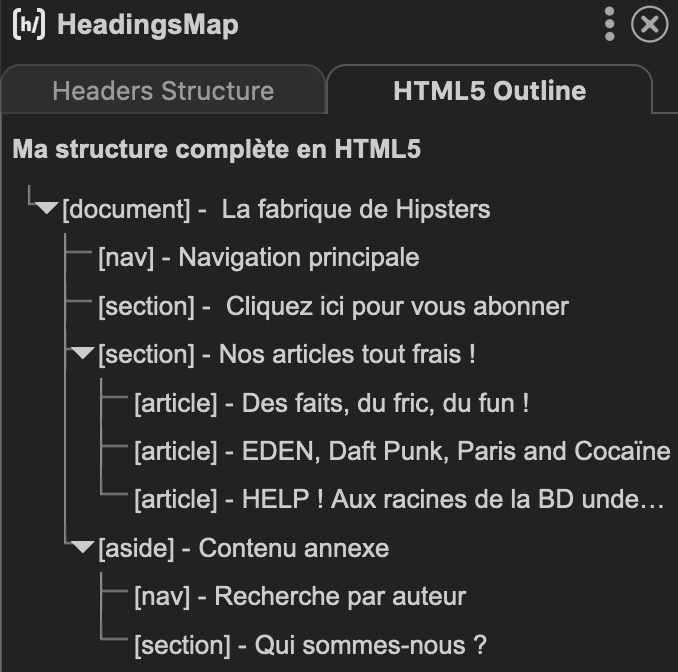 [h/] HeadingsMap
Headers Structure
HTML5 Outline
Ma structure complète en HTML5
[document] - La fabrique de Hipsters
[nav] - Navigation principale
[section] - Cliquez ici pour vous abonner
[section] - Nos articles tout frais !
[article] - Des faits, du fric, du fun !
[article] - EDEN, Daft Punk, Paris and Cocaïne
[article] - HELP ! Aux racines de la BD unde…
[aside] - Contenu annexe
[nav] - Recherche par auteur
[section] - Qui sommes-nous ?